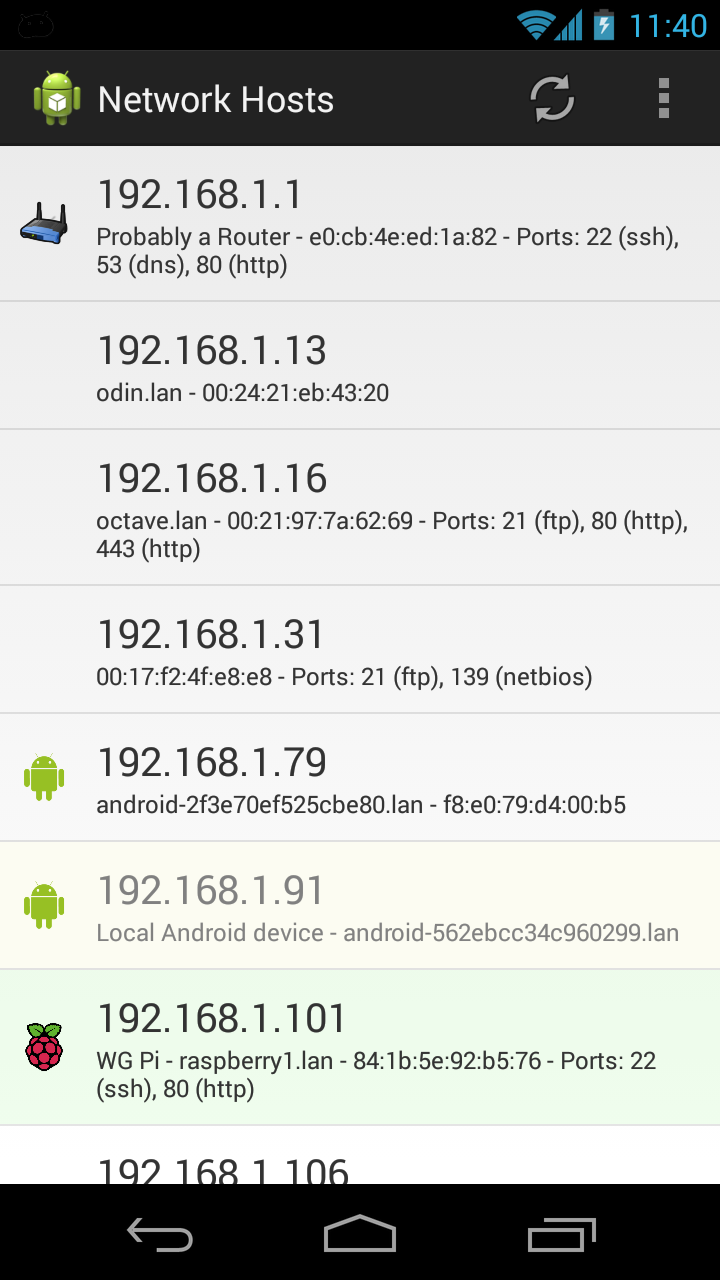 11:40
Network Hosts
192.168.1.1
Probably a Router - e0:cb:4e:ed:1a:82 - Ports: 22 (ssh),
53 (dns), 80 (http)
192.168.1.13
odin.lan - 00:24:21:eb:43:20
192.168.1.16
octave.lan - 00:21:97:7a:62:69 - Ports: 21 (ftp), 80 (http),
443 (http)
192.168.1.31
00:17:f2:4f:e8:e8 - Ports: 21 (ftp), 139 (netbios)
192.168.1.79
android-2f3e70ef525cbe80.lan - f8:e0:79:d4:00:b5
192.168.1.91
Local Android device - android-562ebcc34c960299.lan
192.168.1.101
WG Pi - raspberry1.lan - 84:1b:5e:92:b5:76 - Ports: 22
(ssh), 80 (http)
192.168.1.106